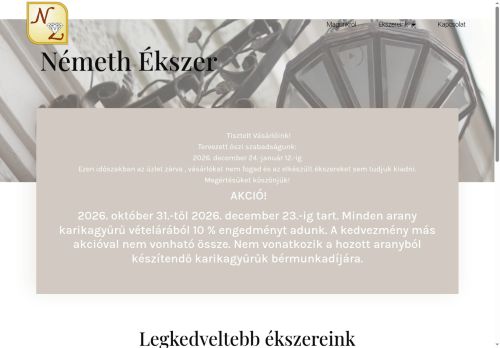 N
Z
Magunkról
Ékszereink
Kapcsolat
Németh Ékszer
Tisztelt Vásárlóink!
Tervezett őszi szabadságunk:
2026. december 24. január 12.-ig
Ezen időszakban az üzlet zárva , vásárlókat nem fogad és az elkészült ékszereket sem tudjuk kiadni.
Megértésüket köszönjük!
AKCIÓ!
2026. október 31.-től 2026. december 23.-ig tart. Minden arany
karikagyűrű vételárából 10 % engedményt adunk. A kedvezmény más
akcióval nem vonható össze. Nem vonatkozik a hozott aranyból
készítendő karikagyűrűk bérmunkadíjára.
Legkedveltebb ékszereink